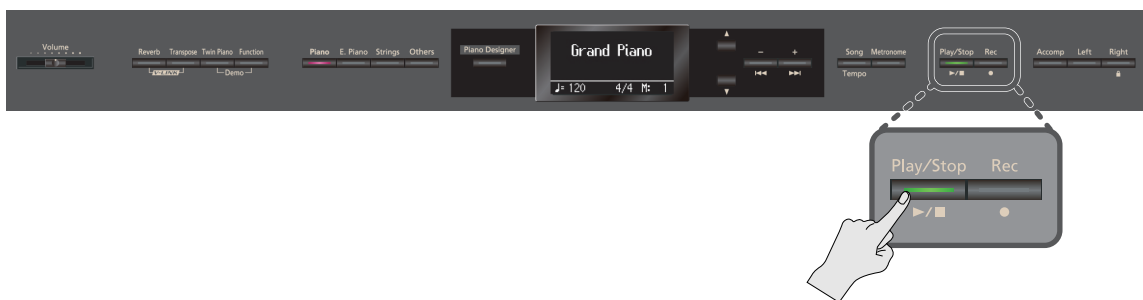 Volume
Reverb Transpose Twin Piano Function
V-LINK Demo
Piano E. Piano Strings Others
Piano Designer
Grand Piano
♩= 120 4/4 M: 1
- +
Song Metronome
Tempo
Play/Stop Rec
Accomp Left Right
Play/Stop Rec